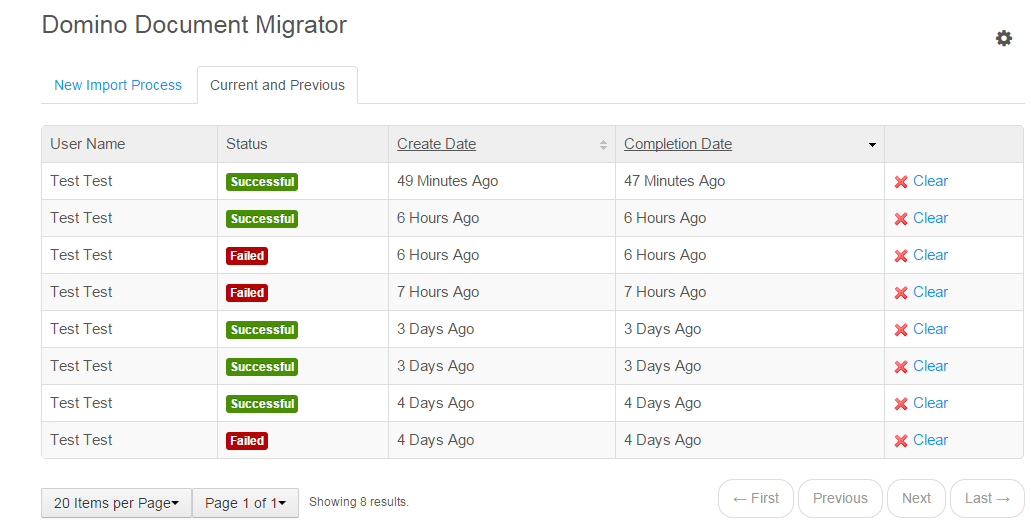 Domino Document Migrator
New Import Process Current and Previous
User Name Status Create Date Completion Date
Test Test Successful 49 Minutes Ago 47 Minutes Ago Clear
Test Test Successful 6 Hours Ago 6 Hours Ago Clear
Test Test Failed 6 Hours Ago 6 Hours Ago Clear
Test Test Failed 7 Hours Ago 7 Hours Ago Clear
Test Test Successful 3 Days Ago 3 Days Ago Clear
Test Test Successful 3 Days Ago 3 Days Ago Clear
Test Test Successful 4 Days Ago 4 Days Ago Clear
Test Test Failed 4 Days Ago 4 Days Ago Clear
20 Items per Page Page 1 of 1 Showing 8 results. ← First Previous Next Last →